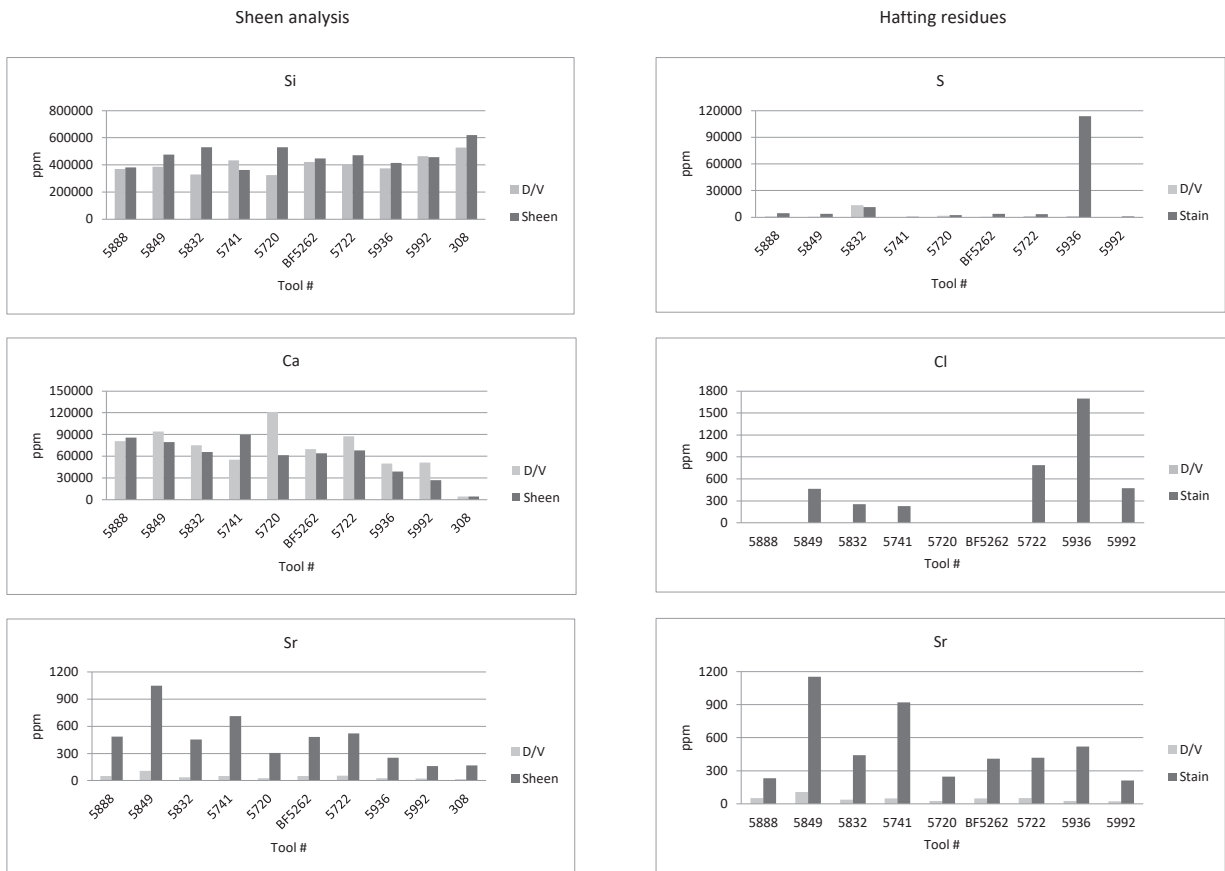 Sheen analysis
Hafting residues
Si
800000
600000
400000
200000
0
ppm
5888 5849 5832 5741 5720 BF5262 5722 5936 5992 308
Tool #
D/V
Sheen
S
120000
90000
60000
30000
0
ppm
5888 5849 5832 5741 5720 BF5262 5722 5936 5992
Tool #
D/V
Stain
Ca
150000
120000
90000
60000
30000
0
ppm
5888 5849 5832 5741 5720 BF5262 5722 5936 5992 308
Tool #
D/V
Sheen
Cl
1800
1500
1200
900
600
300
0
ppm
5888 5849 5832 5741 5720 BF5262 5722 5936 5992
Tool #
D/V
Stain
Sr
1200
900
600
300
0
ppm
5888 5849 5832 5741 5720 BF5262 5722 5936 5992 308
Tool #
D/V
Sheen
Sr
1200
900
600
300
0
ppm
5888 5849 5832 5741 5720 BF5262 5722 5936 5992
Tool #
D/V
Stain